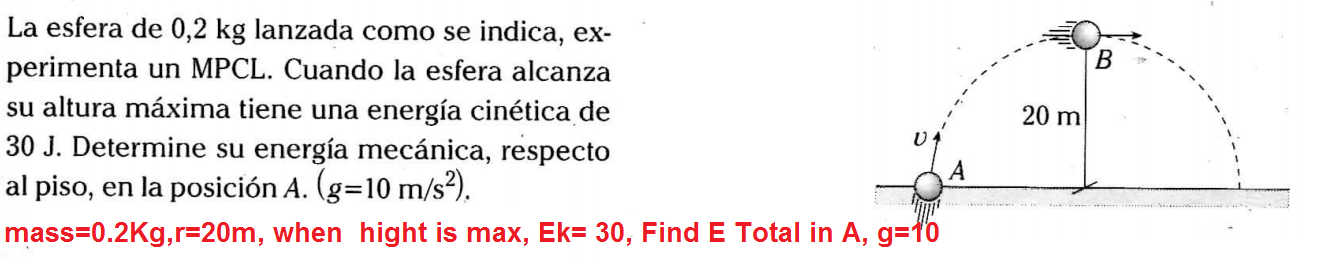 La esfera de 0,2 kg lanzada como se indica, ex-
perimenta un MPCL. Cuando la esfera alcanza
su altura máxima tiene una energía cinética de
30 J. Determine su energía mecánica, respecto
al piso, en la posición A. (g=10 m/s²).
B
20 m
υ
A
mass=0.2Kg,r=20m, when  hight is max, Ek= 30, Find E Total in A, g=10